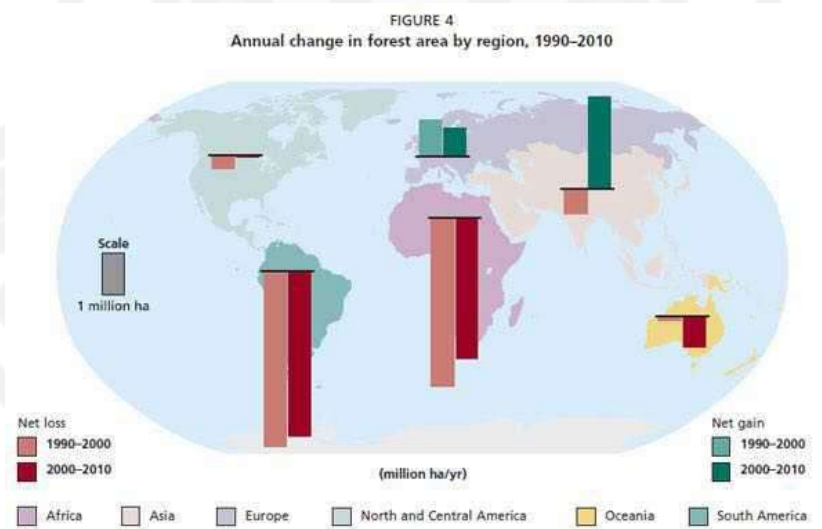 FIGURE 4
Annual change in forest area by region, 1990–2010
Scale
1 million ha
Net loss
1990–2000
2000–2010
(million ha/yr)
Net gain
1990–2000
2000–2010
Africa Asia Europe North and Central America Oceania South America